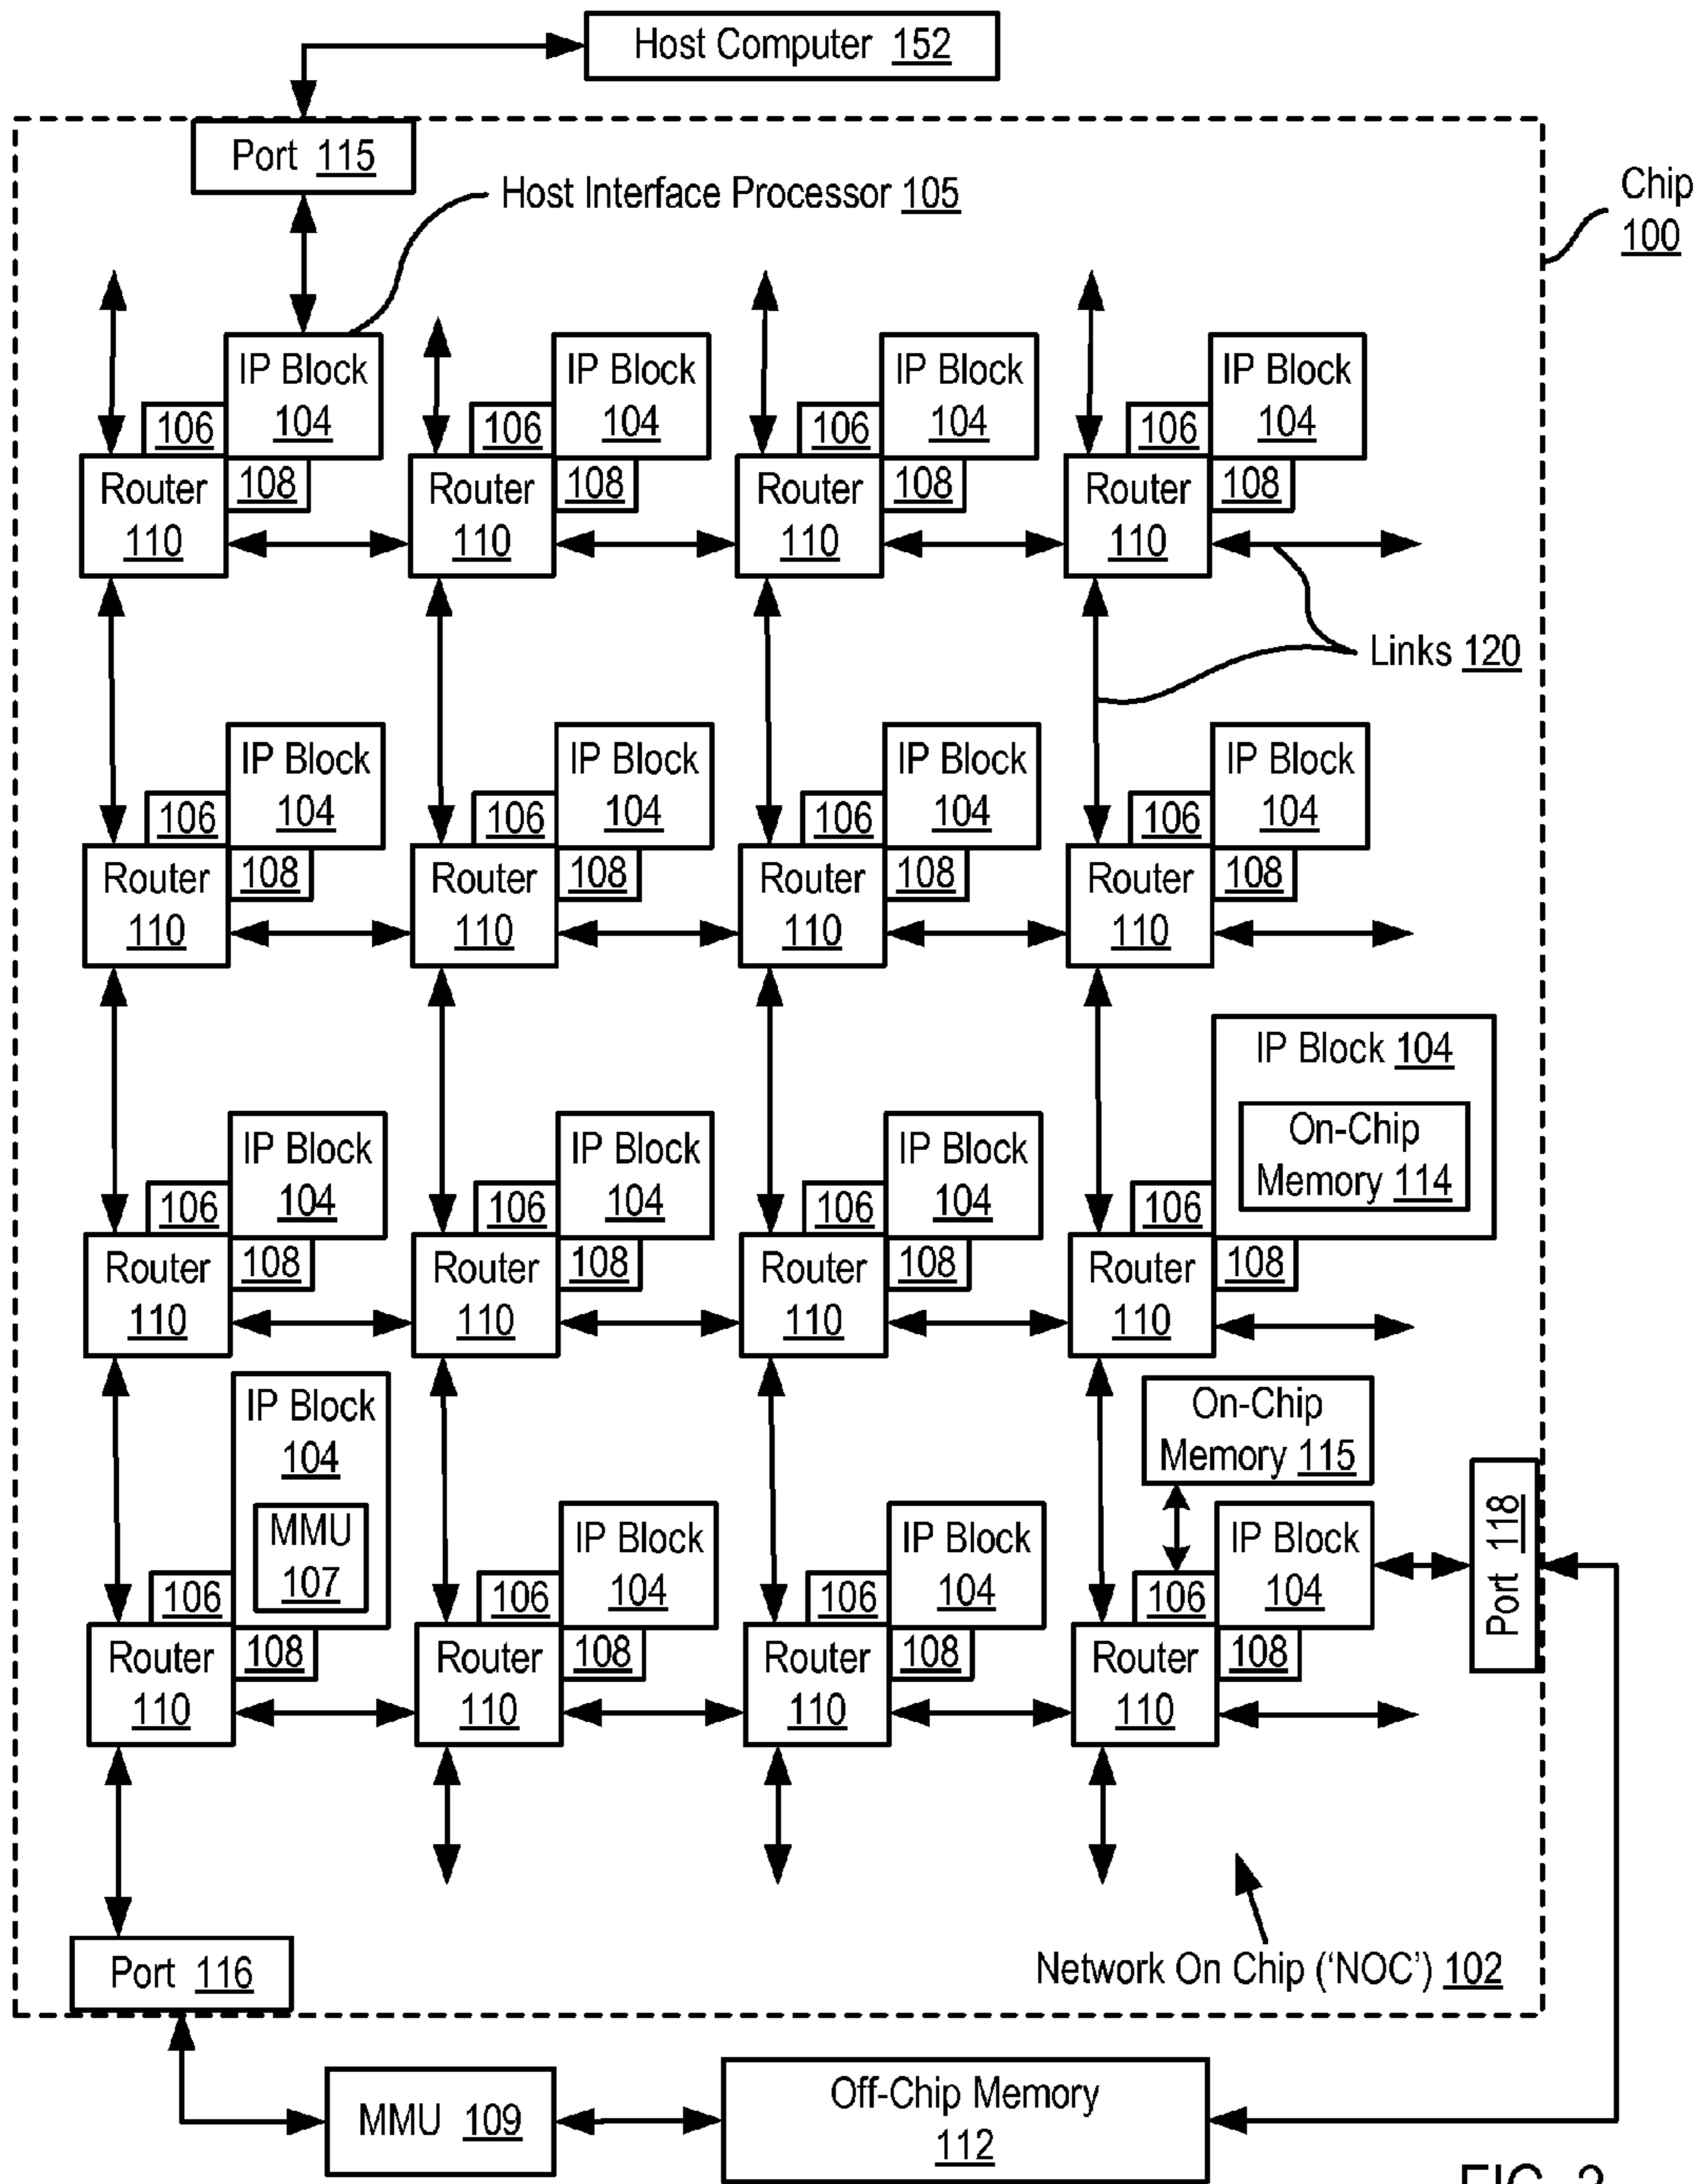 Host Computer 152
Port 115
Host Interface Processor 105
Chip
100
IP Block
104
106
108
Router
110
IP Block
104
106
108
Router
110
IP Block
104
106
108
Router
110
IP Block
104
106
108
Router
110
Links 120
IP Block
104
106
108
Router
110
IP Block
104
106
108
Router
110
IP Block
104
106
108
Router
110
IP Block
104
106
108
Router
110
IP Block
104
106
108
Router
110
IP Block
104
106
108
Router
110
IP Block
104
106
108
Router
110
IP Block 104
On-Chip
Memory 114
106
108
Router
110
IP Block
104
MMU
107
106
108
Router
110
IP Block
104
106
108
Router
110
IP Block
104
106
108
Router
110
On-Chip
Memory 115
IP Block
104
106
108
Router
110
Port 118
Port 116
Network On Chip (‘NOC’) 102
MMU 109
Off-Chip Memory
112